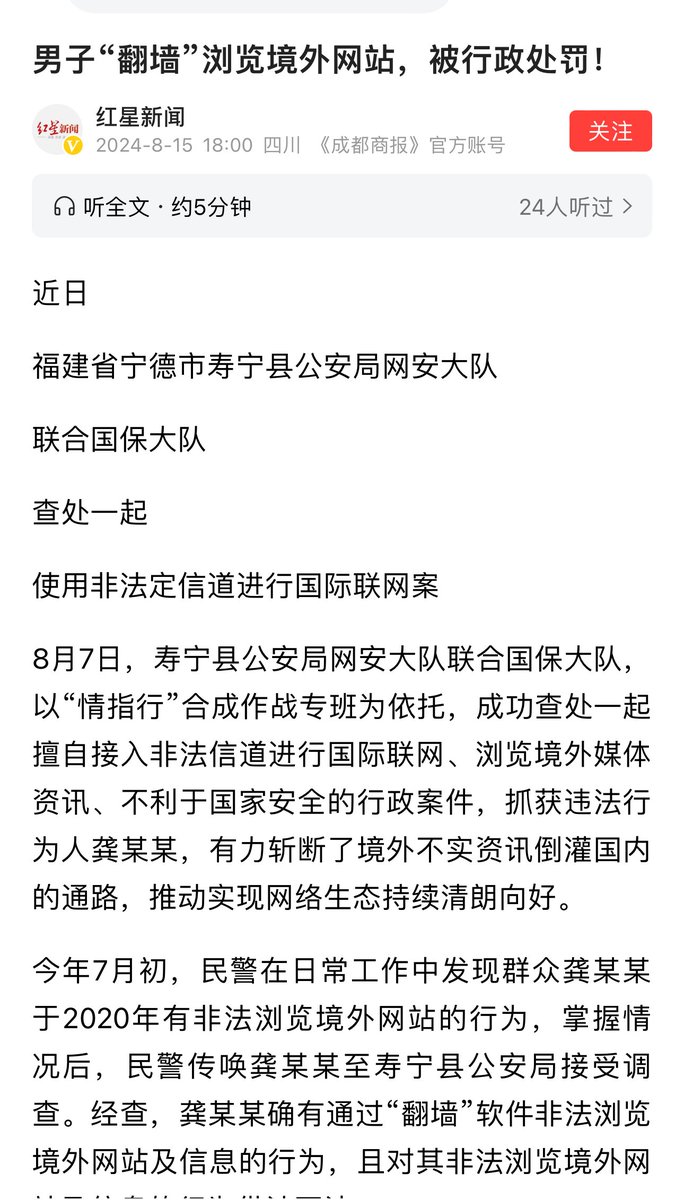 男子“翻墙”浏览境外网站，被行政处罚！
红星新闻
红星新闻
2024-8-15 18:00 四川 《成都商报》官方账号
关注
听全文 · 约5分钟
24人听过
近日
福建省宁德市寿宁县公安局网安大队
联合国保大队
查处一起
使用非法定信道进行国际联网案
8月7日，寿宁县公安局网安大队联合国保大队，
以“情指行”合成作战专班为依托，成功查处一起
擅自接入非法信道进行国际联网、浏览境外媒体
资讯、不利于国家安全的行政案件，抓获违法行
为人龚某某，有力斩断了境外不实资讯倒灌国内
的通路，推动实现网络生态持续清朗向好。
今年7月初，民警在日常工作中发现群众龚某某
于2020年有非法浏览境外网站的行为，掌握情
况后，民警传唤龚某某至寿宁县公安局接受调
查。经查，龚某某确有通过“翻墙”软件非法浏览
境外网站及信息的行为，且对其非法浏览境外网